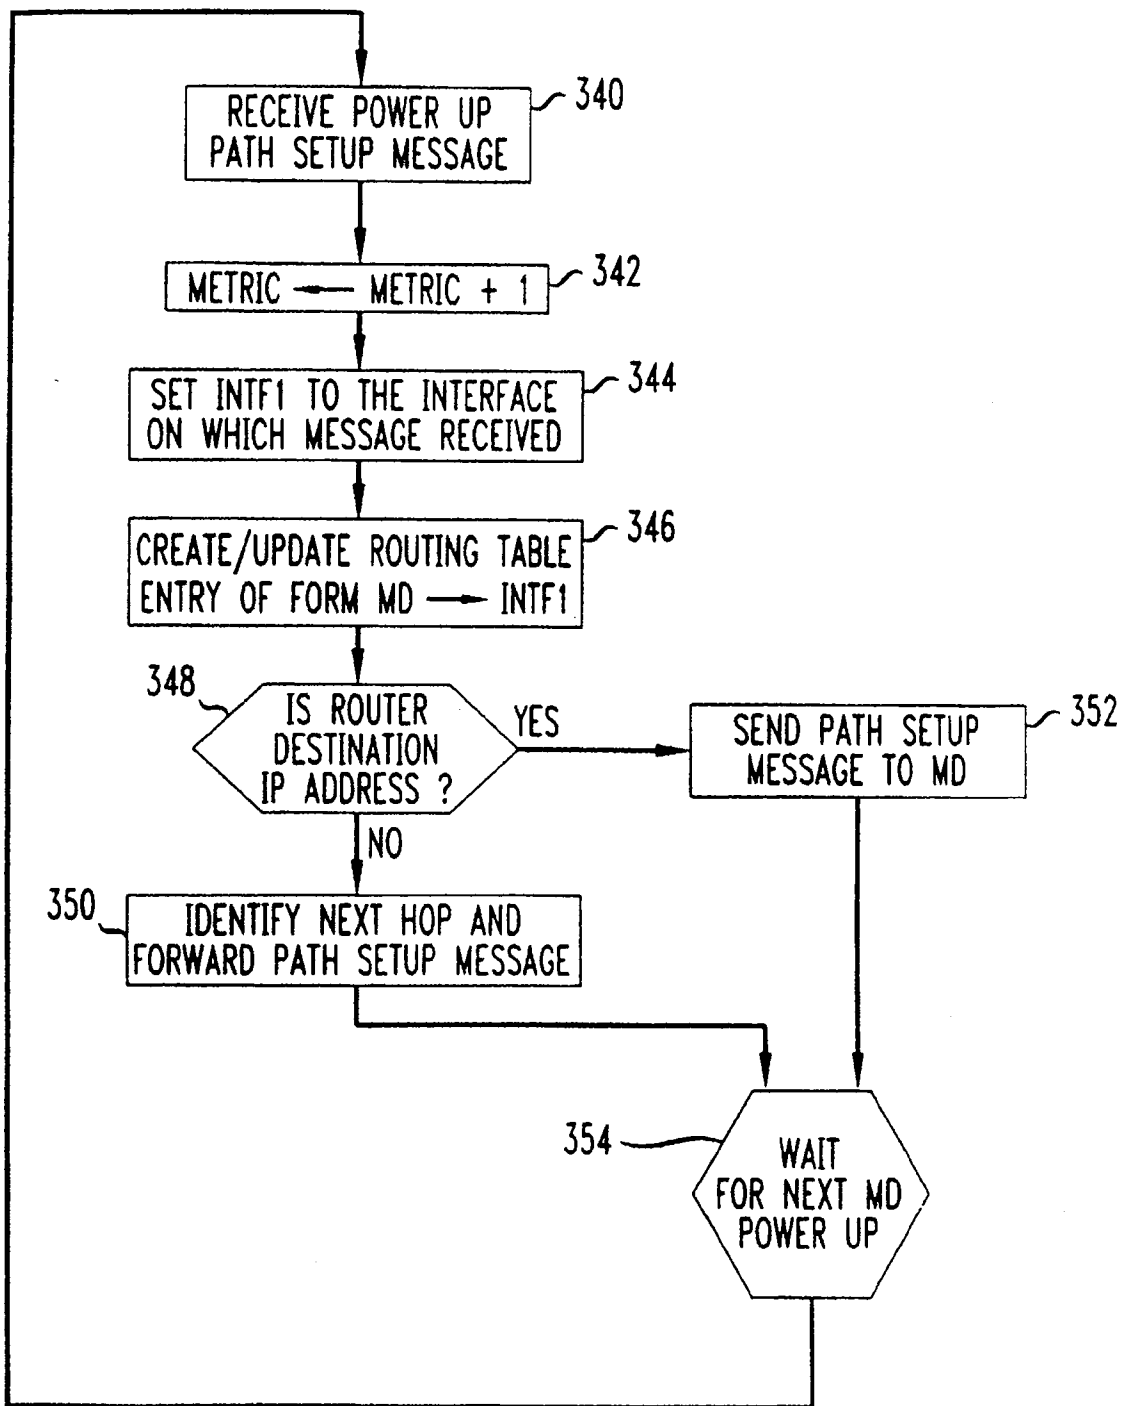 RECEIVE POWER UP
PATH SETUP MESSAGE
340
METRIC ← METRIC + 1
342
SET INTF1 TO THE INTERFACE
ON WHICH MESSAGE RECEIVED
344
CREATE/UPDATE ROUTING TABLE
ENTRY OF FORM MD → INTF1
346
348
IS ROUTER
DESTINATION
IP ADDRESS ?
YES
SEND PATH SETUP
MESSAGE TO MD
352
NO
350
IDENTIFY NEXT HOP AND
FORWARD PATH SETUP MESSAGE
354
WAIT
FOR NEXT MD
POWER UP